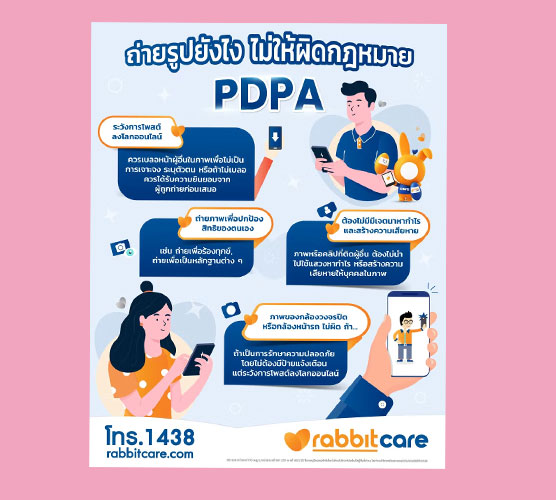 ถ่ายรูปยังไง ไม่ให้ผิดกฎหมาย
PDPA
ระวังการโพสต์
ลงโลกออนไลน์
ควรเบลอหน้าผู้อื่นในภาพเพื่อไม่เป็น
การเจาะจง ระบุตัวตน หรือถ้าไม่เบลอ
ควรได้รับความยินยอมจาก
ผู้ถูกถ่ายก่อนเสมอ
ถ่ายภาพเพื่อปกป้อง
สิทธิของตนเอง
เช่น ถ่ายเพื่อร้องทุกข์,
ถ่ายเพื่อเป็นหลักฐานต่าง ๆ
ต้องไม่มีเจตนาหากำไร
และสร้างความเสียหาย
ภาพหรือคลิปที่ติดผู้อื่น ต้องไม่นำ
ไปใช้แสวงหากำไร หรือสร้างความ
เสียหายให้บุคคลในภาพ
ภาพของกล้องวงจรปิด
หรือกล้องหน้ารถ ไม่ผิด ถ้า...
ถ้าเป็นการรักษาความปลอดภัย
โดยไม่ต้องมีป้ายแจ้งเตือน
แต่ระวังการโพสต์ลงโลกออนไลน์
โทร.1438
rabbitcare.com
rabbitcare